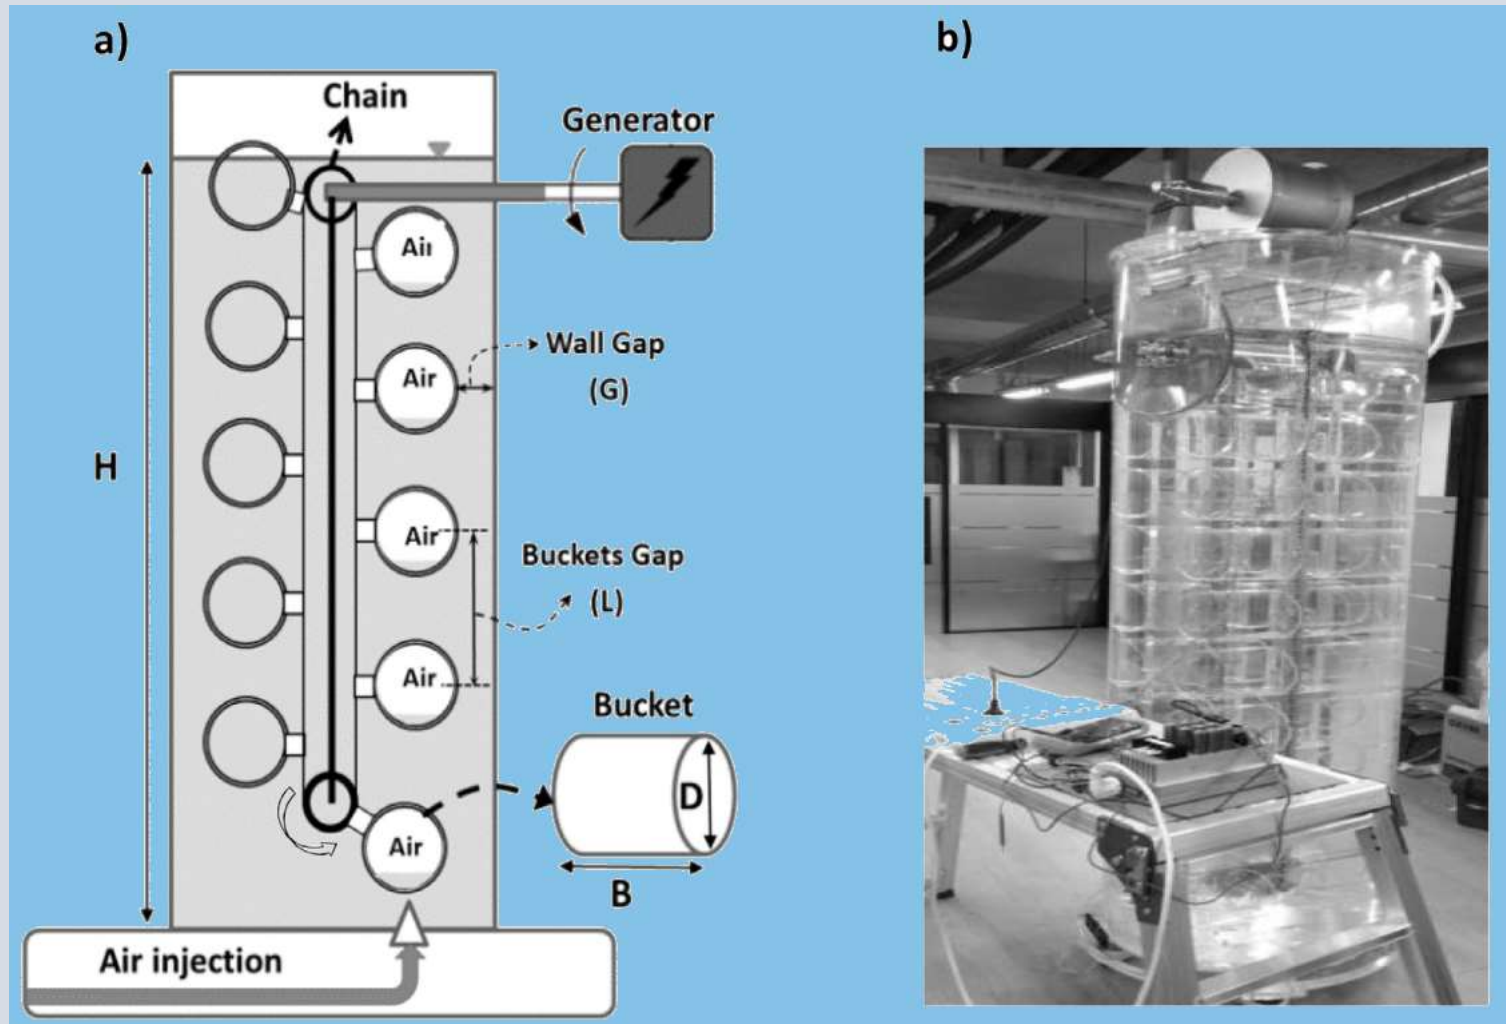 a)
b)
Chain
Generator
Aiı
Wall Gap
Air
(G)
H
Air
Buckets Gap
(L)
Air
Bucket
D
Air
B
Air injection